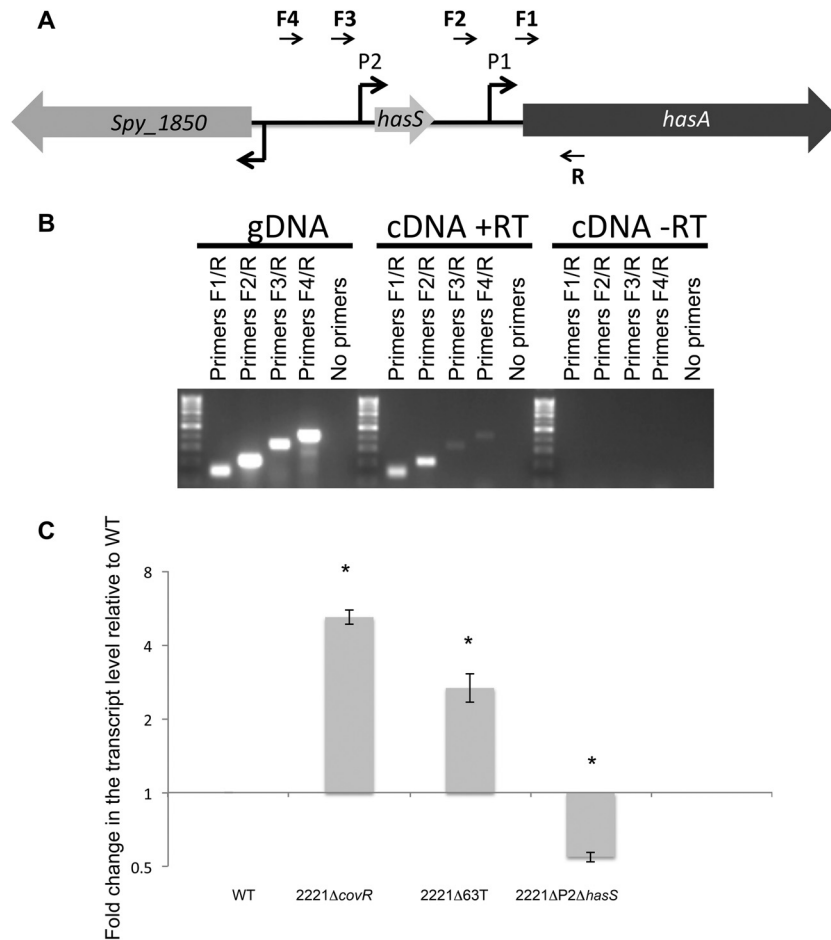 A
F4 F3 F2 F1
P2 P1
Spy_1850 hasS hasA
R
B
gDNA cDNA +RT cDNA -RT
Primers F1/R
Primers F2/R
Primers F3/R
Primers F4/R
No primers
Primers F1/R
Primers F2/R
Primers F3/R
Primers F4/R
No primers
Primers F1/R
Primers F2/R
Primers F3/R
Primers F4/R
No primers
C
Fold change in the transcript level relative to WT
8
*
4
*
2
*
1
0.5
WT 2221ΔcovR 2221Δ63T 2221ΔP2ΔhasS